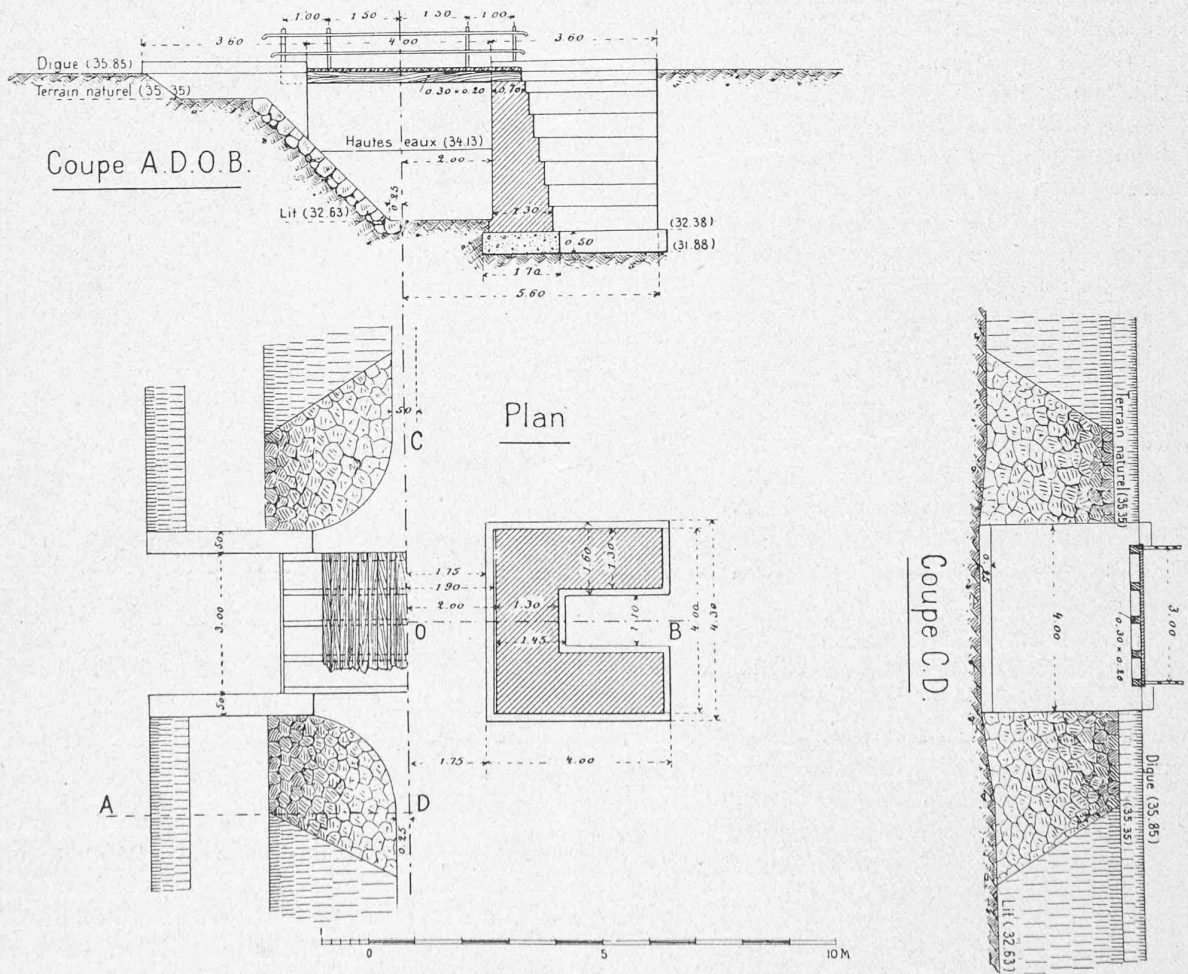 1.00 1.50 1.50 1.00
3.60 4.00 3.60
Digue (35.85)
Terrain naturel (35.35)
0.30 × 0.20 0.70
Hautes eaux (34.13)
2.00
Coupe A.D.O.B.
0.25
Lit (32.63)
1.30
(32.38)
0.50
(31.88)
1.70
5.60
Plan
50
C
50
3.00
50
1.75
1.90
2.00
O
1.30
1.45
1.60
1.30
1.10
B
4.00
4.30
1.75
4.00
A
D
0.25
Terrain naturel (35.35)
Coupe C.D.
0.25
4.00
0.30 × 0.20
3.00
Digue (35.85)
(35.35)
Lit (32.63)
0 5 10 M